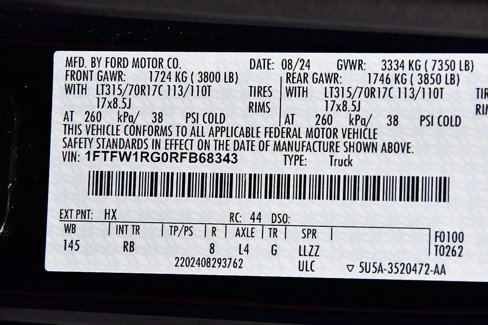 MFD. BY FORD MOTOR CO. DATE: 08/24 GVWR: 3334 KG ( 7350 LB)
FRONT GAWR: 1724 KG ( 3800 LB) REAR GAWR: 1746 KG ( 3850 LB)
WITH LT315/70R17C 113/110T TIRES WITH LT315/70R17C 113/110T
17x8.5J RIMS 17x8.5J
AT 260 kPa/ 38 PSI COLD AT 260 kPa/ 38 PSI COLD
THIS VEHICLE CONFORMS TO ALL APPLICABLE FEDERAL MOTOR VEHICLE
SAFETY STANDARDS IN EFFECT ON THE DATE OF MANUFACTURE SHOWN ABOVE.
VIN: 1FTFW1RG0RFB68343 TYPE: Truck
EXT PNT: HX RC: 44 DSO:
WB INT TR TP/PS R AXLE TR SPR F0100
145 RB 8 L4 G LLZZ T0262
2202408293762 ULC ▽ 5U5A-3520472-AA